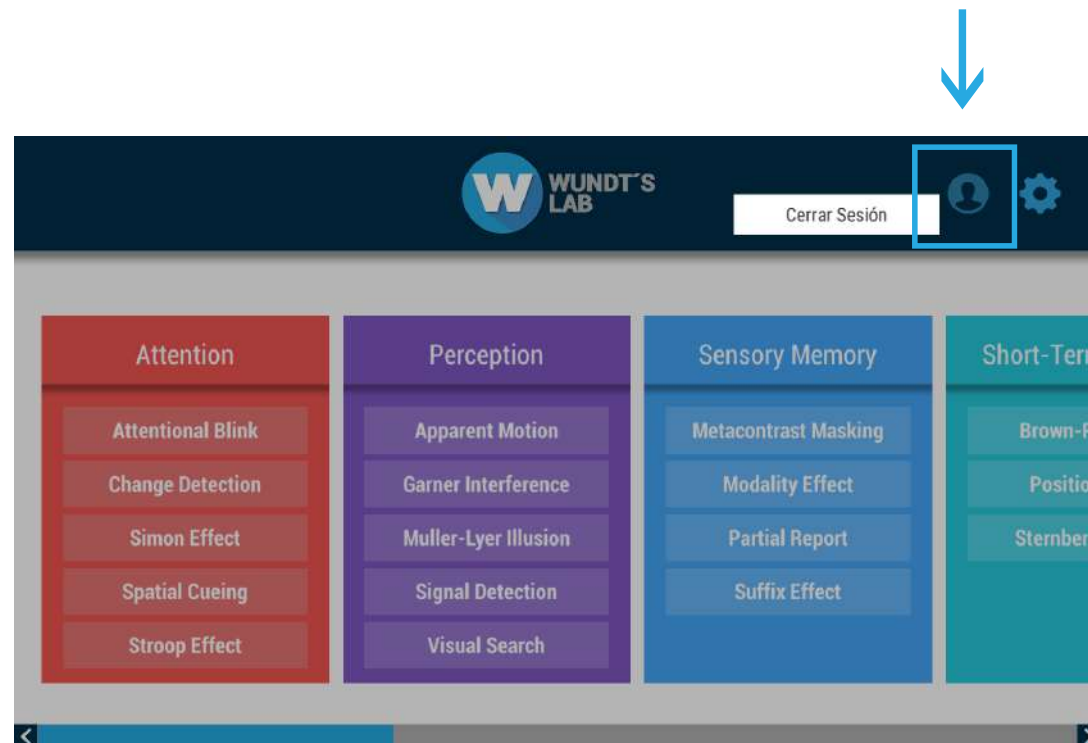 W WUNDT´S
LAB
Cerrar Sesión
Attention
Attentional Blink
Change Detection
Simon Effect
Spatial Cueing
Stroop Effect
Perception
Apparent Motion
Garner Interference
Muller-Lyer Illusion
Signal Detection
Visual Search
Sensory Memory
Metacontrast Masking
Modality Effect
Partial Report
Suffix Effect